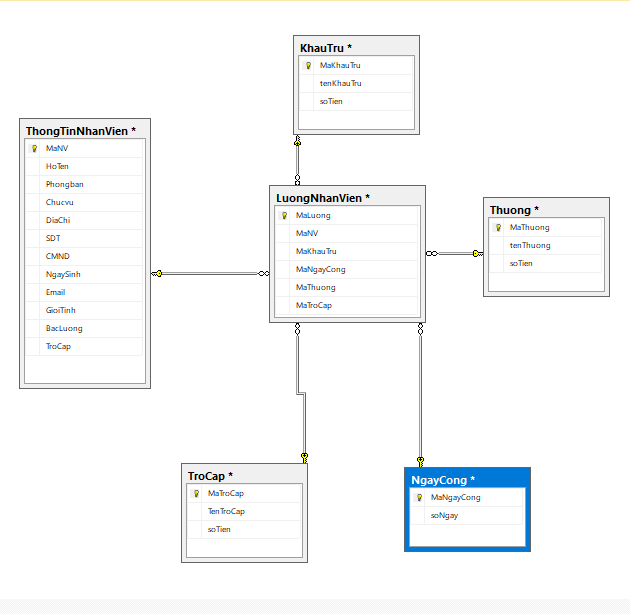 KhauTru *
MaKhauTru
tenKhauTru
soTien
ThongTinNhanVien *
MaNV
HoTen
Phongban
Chucvu
DiaChi
SDT
CMND
NgaySinh
Email
GioiTinh
BacLuong
TroCap
LuongNhanVien *
MaLuong
MaNV
MaKhauTru
MaNgayCong
MaThuong
MaTroCap
Thuong *
MaThuong
tenThuong
soTien
TroCap *
MaTroCap
TenTroCap
soTien
NgayCong *
MaNgayCong
soNgay